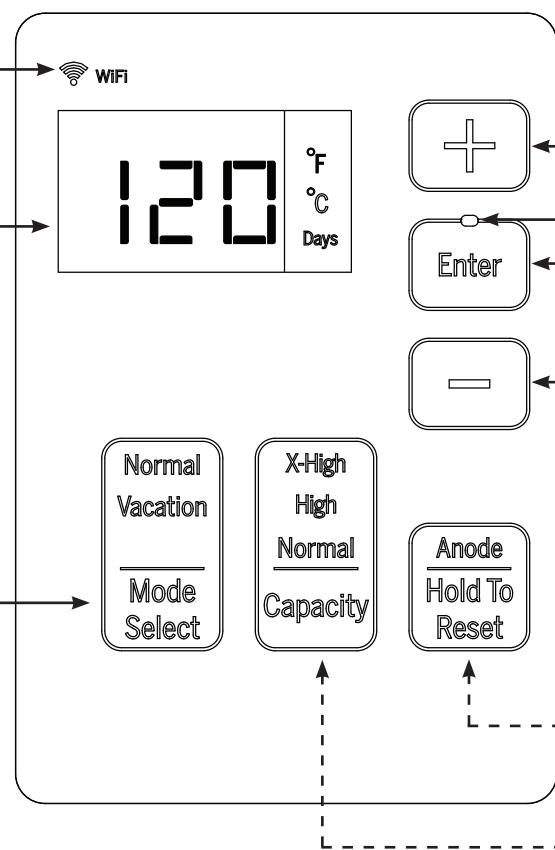 WiFi
120
°F
°C
Days
+
Enter
−
Normal
Vacation
Mode
Select
X-High
High
Normal
Capacity
Anode
Hold To
Reset